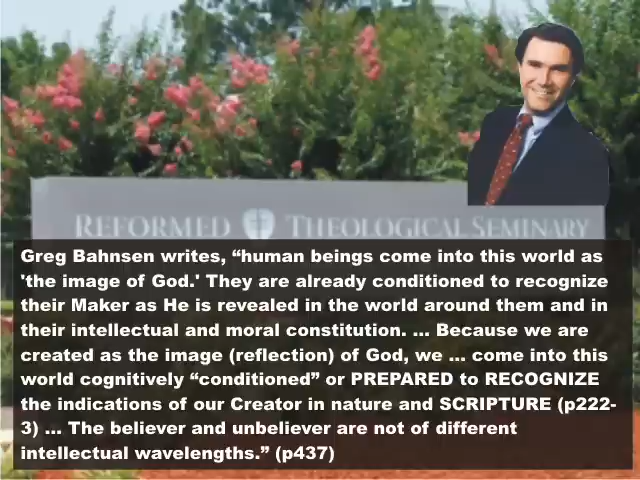 REFORMED THEOLOGICAL SEMINARY
Greg Bahnsen writes, “human beings come into this world as
'the image of God.' They are already conditioned to recognize
their Maker as He is revealed in the world around them and in
their intellectual and moral constitution. ... Because we are
created as the image (reflection) of God, we ... come into this
world cognitively “conditioned” or PREPARED to RECOGNIZE
the indications of our Creator in nature and SCRIPTURE (p222-
3) ... The believer and unbeliever are not of different
intellectual wavelengths.” (p437)